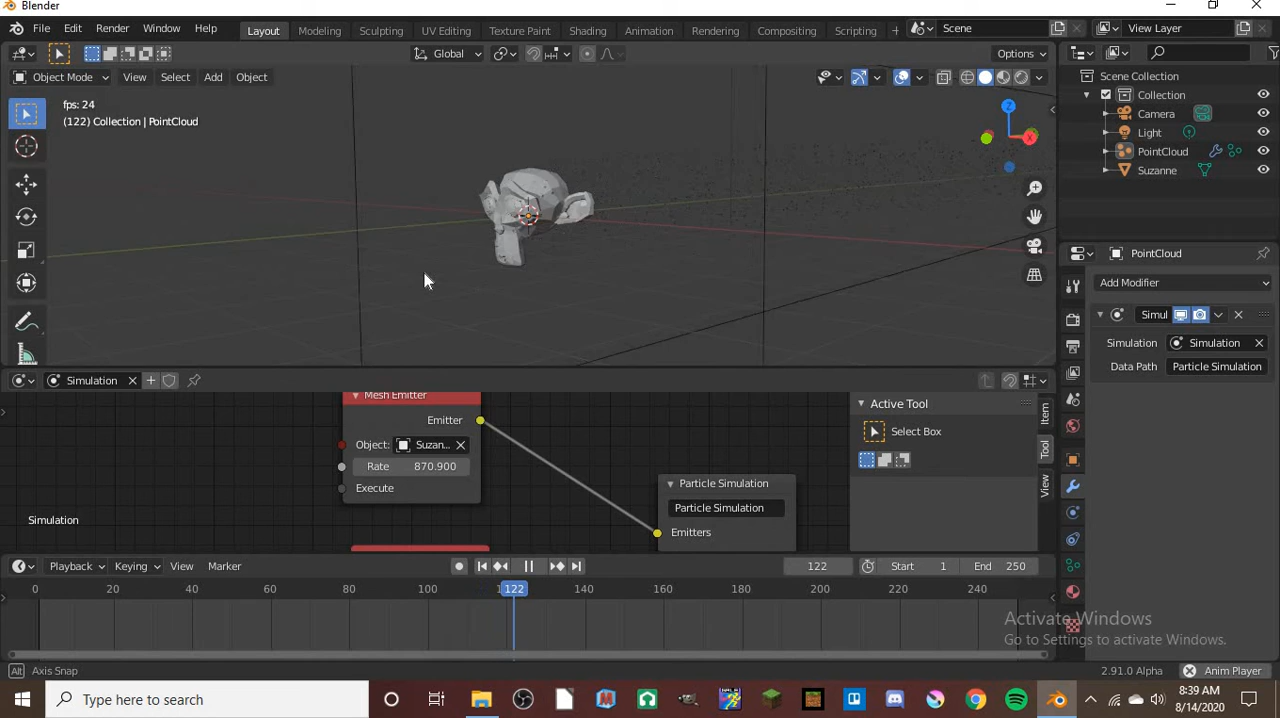 Blender
File Edit Render Window Help Layout Modeling Sculpting UV Editing Texture Paint Shading Animation Rendering Compositing Scripting + Scene View Layer
Global Options
Object Mode View Select Add Object
fps: 24
(122) Collection | PointCloud
Z
X
Scene Collection
Collection
Camera
Light
PointCloud
Suzanne
PointCloud
Add Modifier
Simul
Simulation Simulation
Data Path Particle Simulation
Simulation
Mesh Emitter
Emitter
Object: Suzan...
Rate 870.900
Execute
Particle Simulation
Particle Simulation
Emitters
Simulation
Active Tool
Select Box
Item
Tool
View
Playback Keying View Marker 122 Start 1 End 250
0 20 40 60 80 100 122 140 160 180 200 220 240
Activate Windows
Go to Settings to activate Windows.
Alt Axis Snap 2.91.0 Alpha Anim Player
Type here to search
8:39 AM
8/14/2020